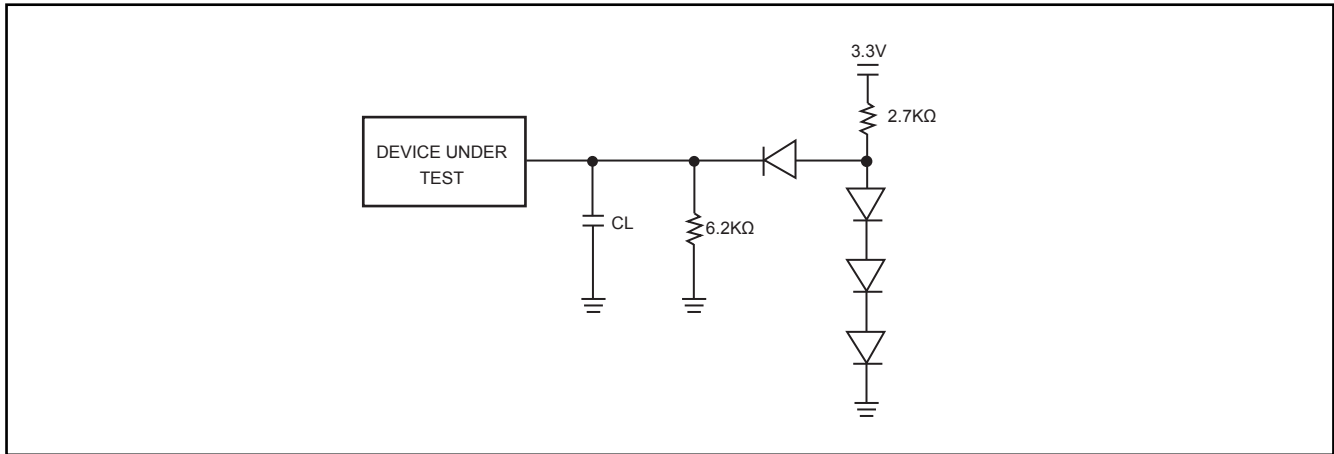 3.3V
2.7KΩ
DEVICE UNDER
TEST
CL
6.2KΩ